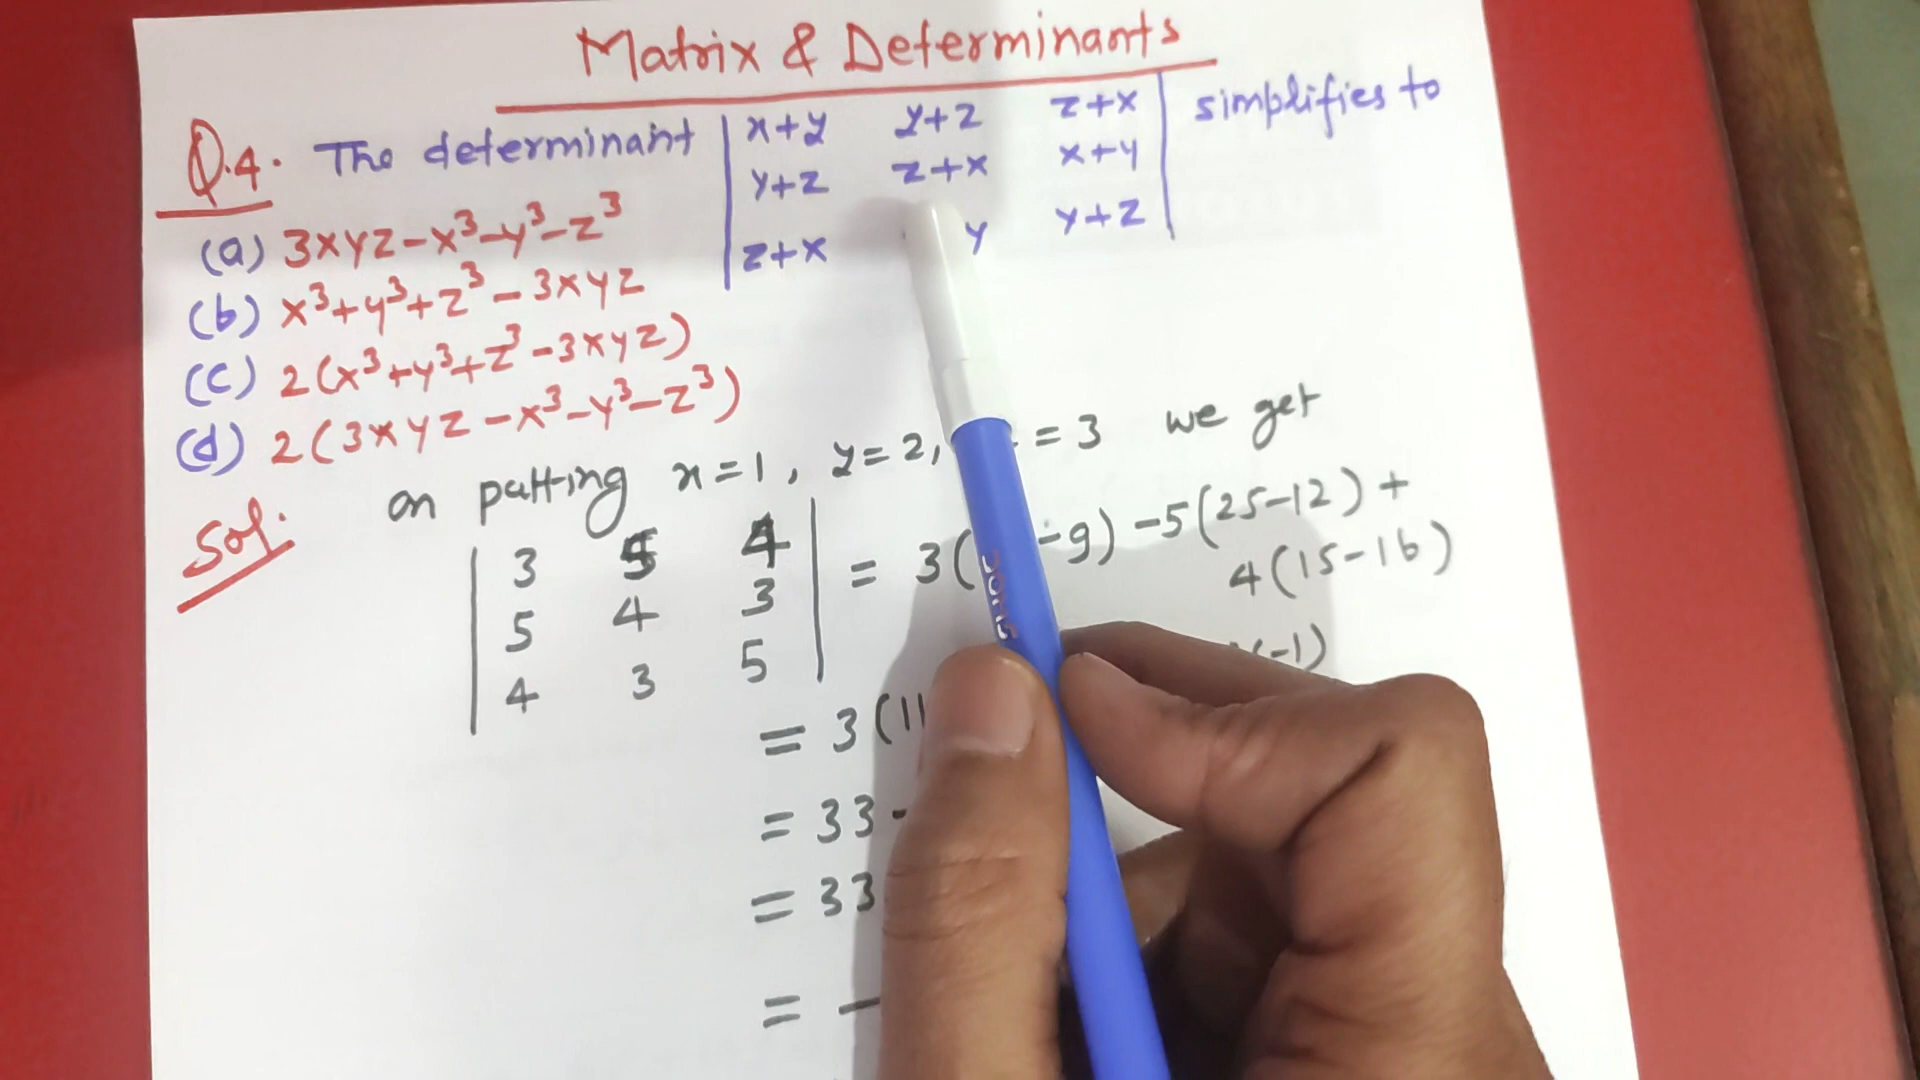 Matrix & Determinants
Q.4. The determinant | x+y y+z z+x | simplifies to
| y+z z+x x+y |
| z+x y y+z |
(a) 3xyz-x³-y³-z³
(b) x³+y³+z³-3xyz
(c) 2(x³+y³+z³-3xyz)
(d) 2(3xyz-x³-y³-z³)
Sol. on putting x=1, y=2, =3 we get
| 3 5 4 | = 3( -9) -5(25-12) +
| 5 4 3 | 4(15-16)
| 4 3 5 |
(-1)
= 3(11
= 33-
= 33
= -